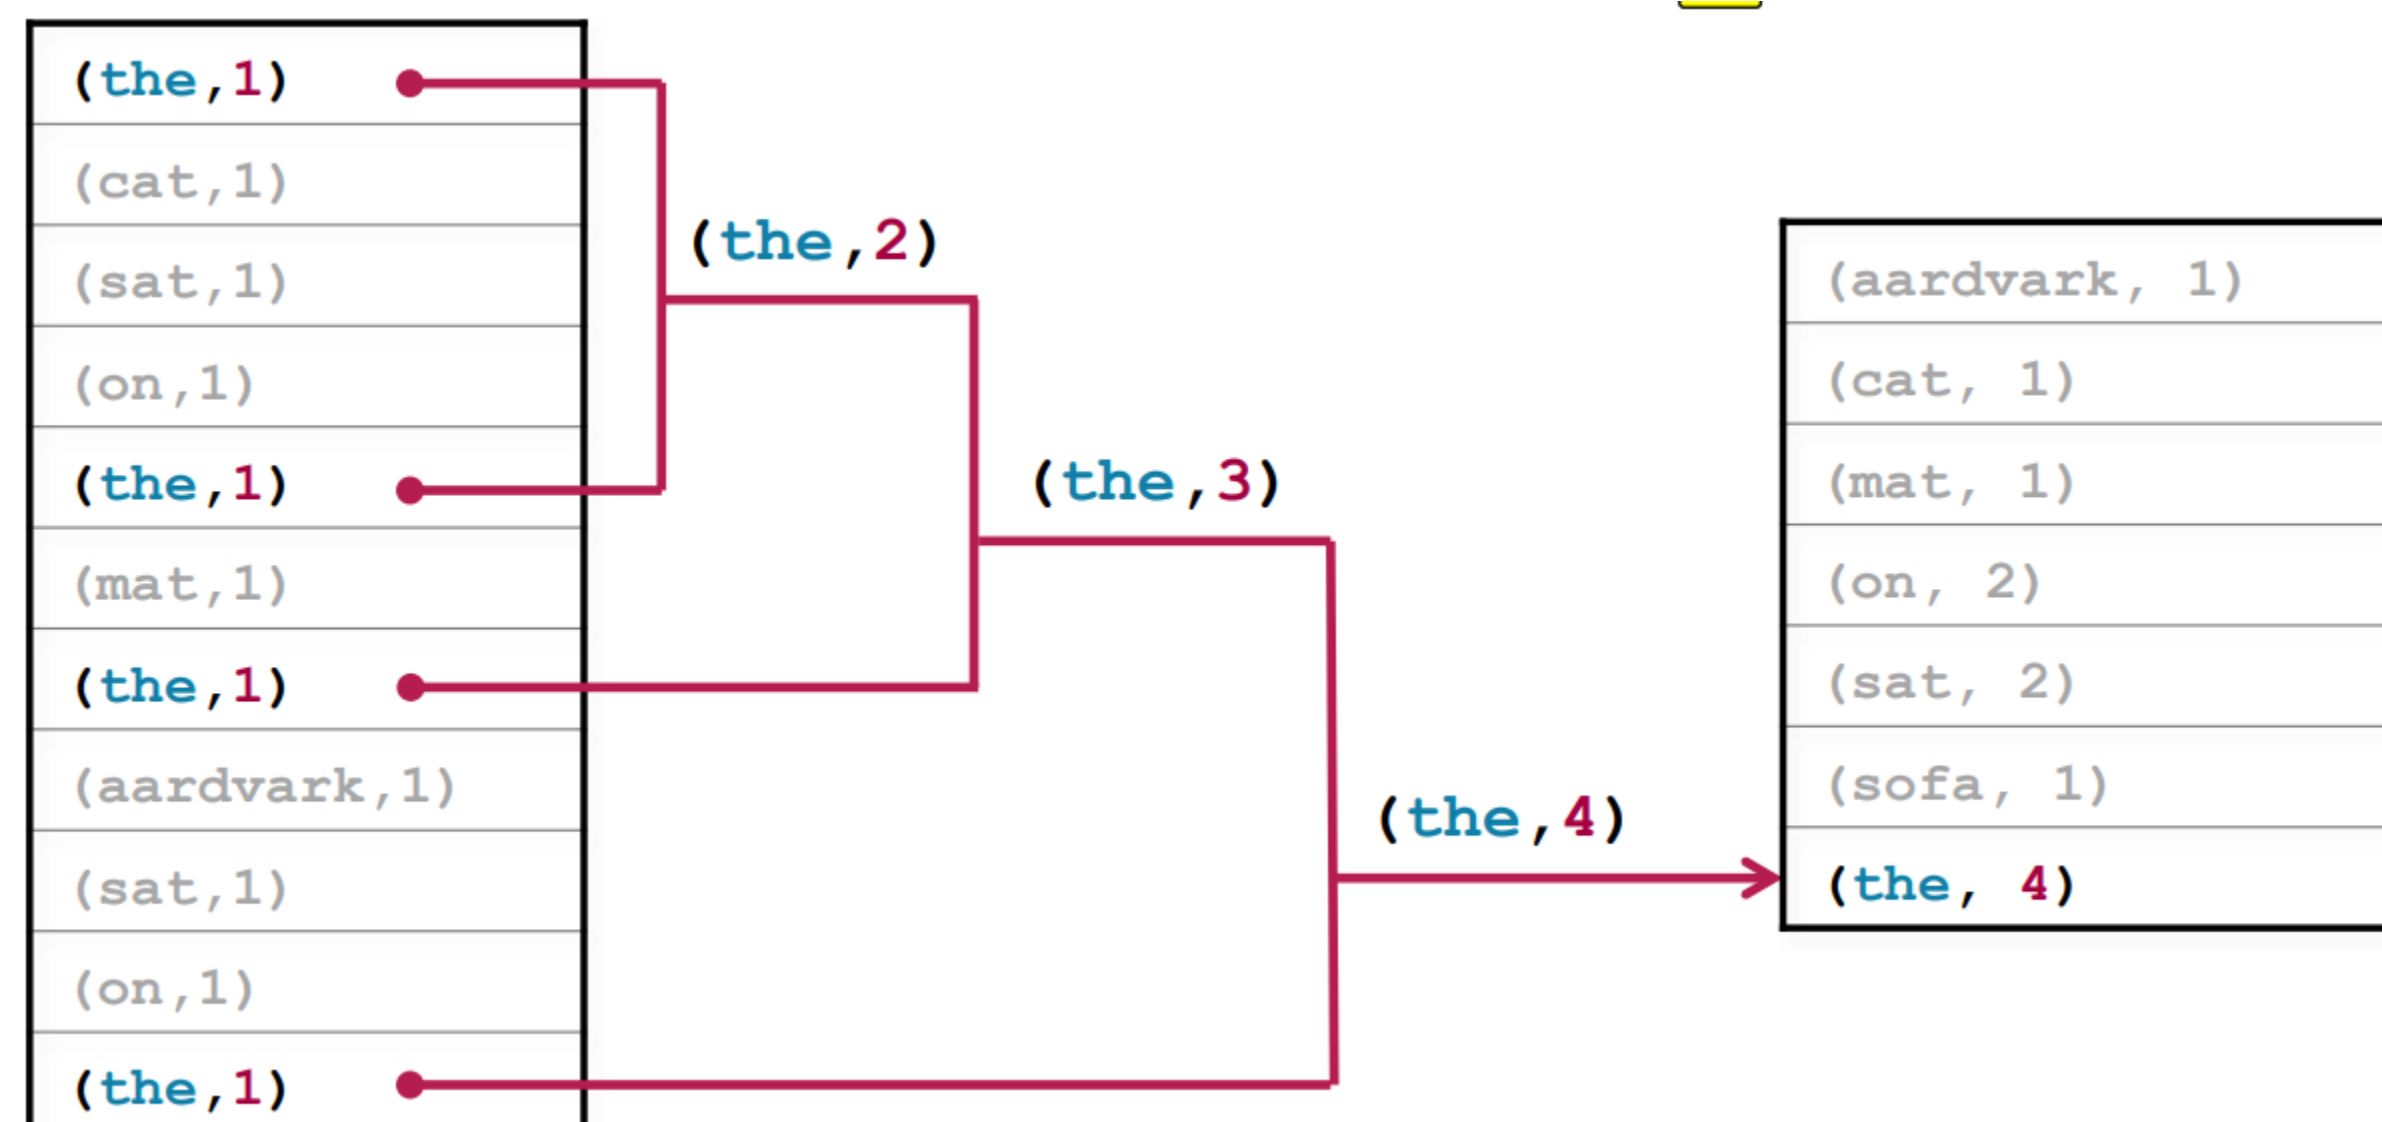 (the,1)
(cat,1)
(sat,1)
(on,1)
(the,1)
(mat,1)
(the,1)
(aardvark,1)
(sat,1)
(on,1)
(the,1)
(the,2)
(the,3)
(the,4)
(aardvark, 1)
(cat, 1)
(mat, 1)
(on, 2)
(sat, 2)
(sofa, 1)
(the, 4)